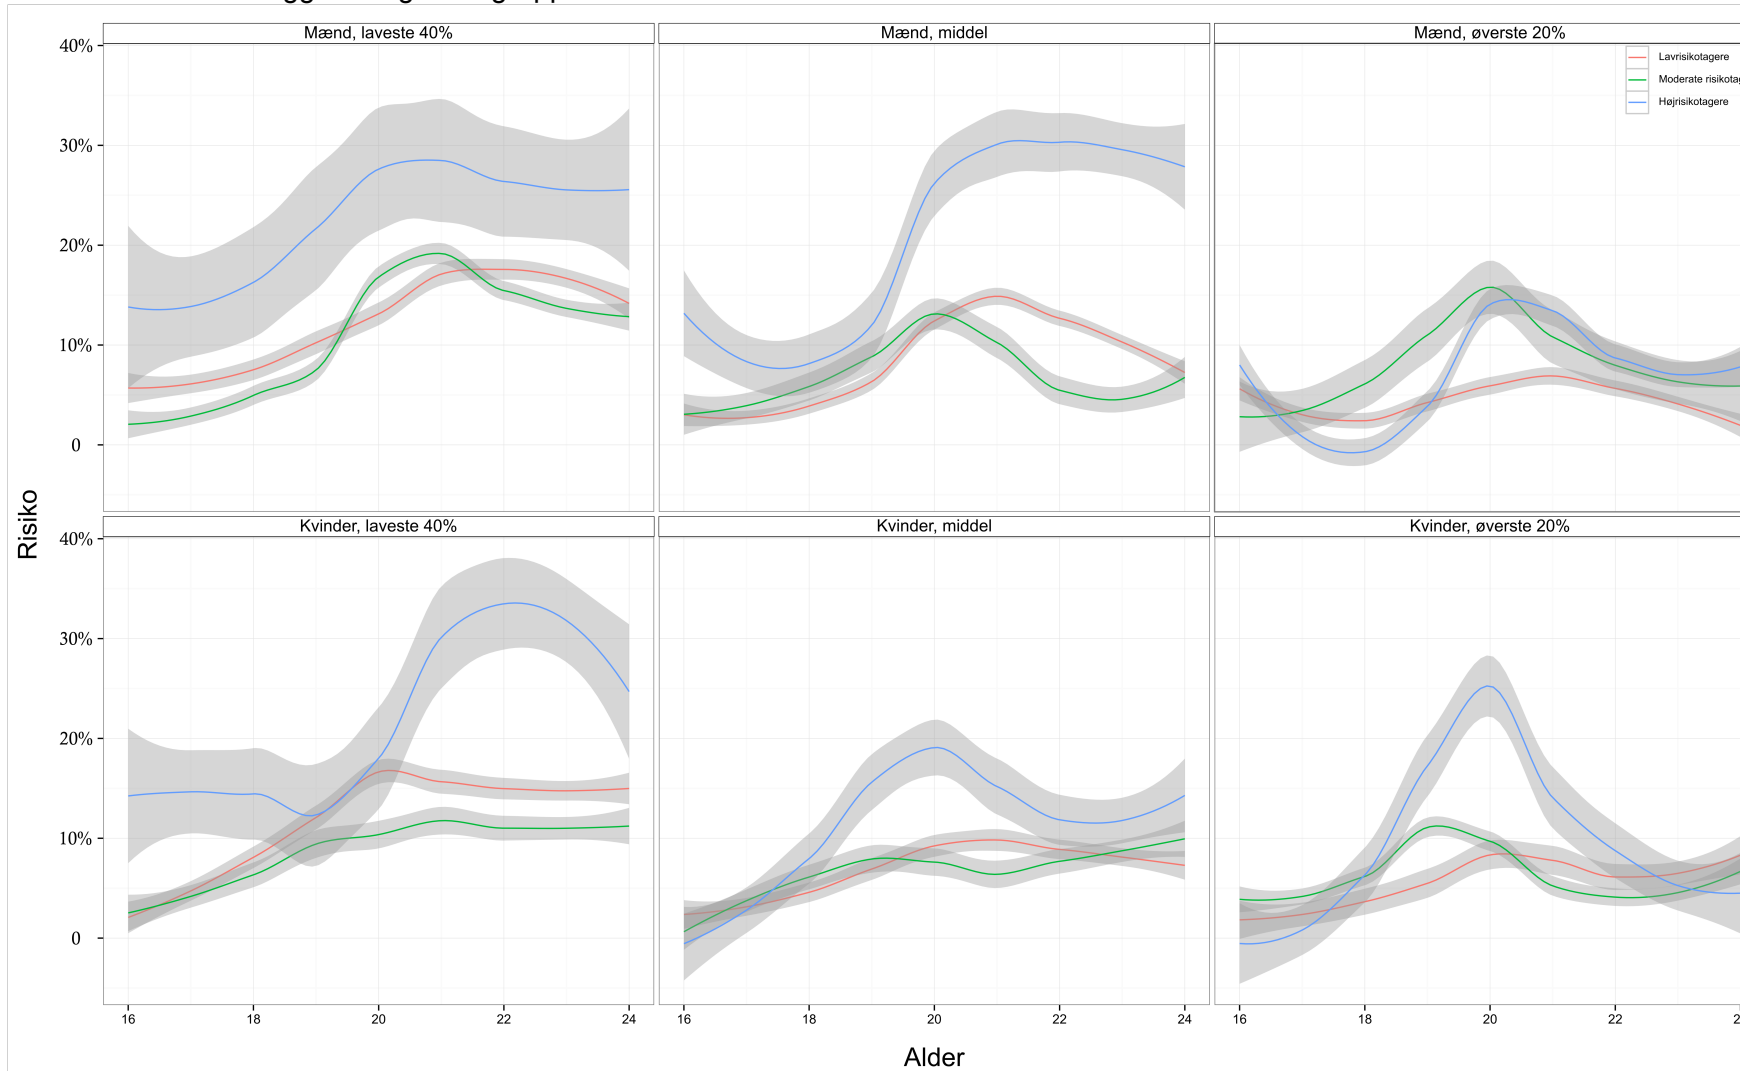 Mænd, laveste 40%
Mænd, middel
Mænd, øverste 20%
40%
30%
20%
10%
0
Lavrisikotagere
Moderate
Højrisikotagere
Risiko
Kvinder, laveste 40%
Kvinder, middel
Kvinder, øverste 20%
40%
30%
20%
10%
0
16 18 20 22 24
16 18 20 22 24
16 18 20 22
Alder